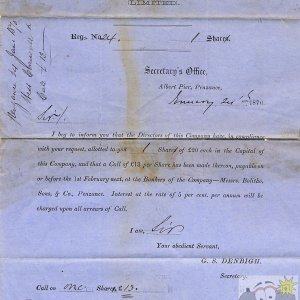 LIMITED.
Reg. No. 24. 1 Shares
Secretary's Office,
Albert Pier, Penzance,
January 24th 1870.
Sir,
I beg to inform you that the Directors of this Company have, in compliance
with your request, allotted to you 1 Share of £20 each in the Capital of
this Company, and that a Call of £13 per Share has been made thereon, payable on
or before the 1st February next, at the Bankers of the Company—Messrs. Bolitho,
Sons, & Co., Penzance. Interest at the rate of 5 per cent. per annum will be
charged upon all arrears of Call.
I am, Sir
Your obedient Servant,
G. S. DENBIGH,
Secretary.
Call on one Share, £13.